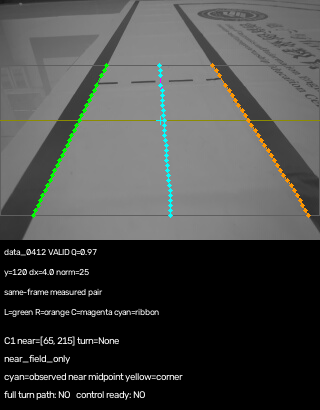 data_0412 VALID Q=0.97
y=120 dx=4.0 norm=25
same-frame measured pair
L=green R=orange C=magenta cyan=ribbon
C1 near=[65, 215] turn=None
near_field_only
cyan=observed near midpoint yellow=corner
full turn path: NO control ready: NO